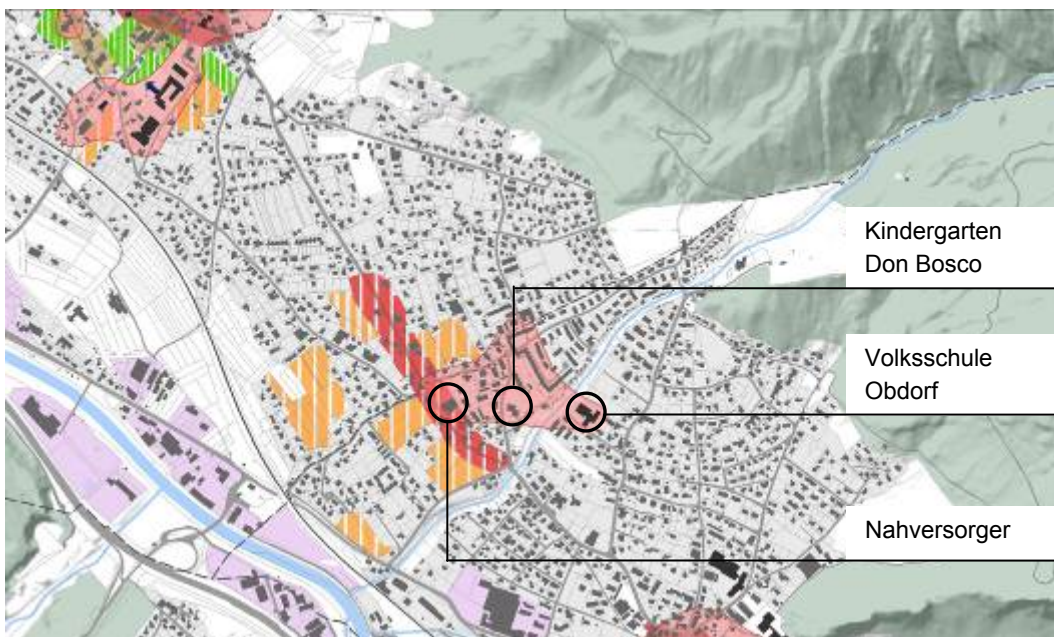 Kindergarten
Don Bosco
Volksschule
Obdorf
Nahversorger